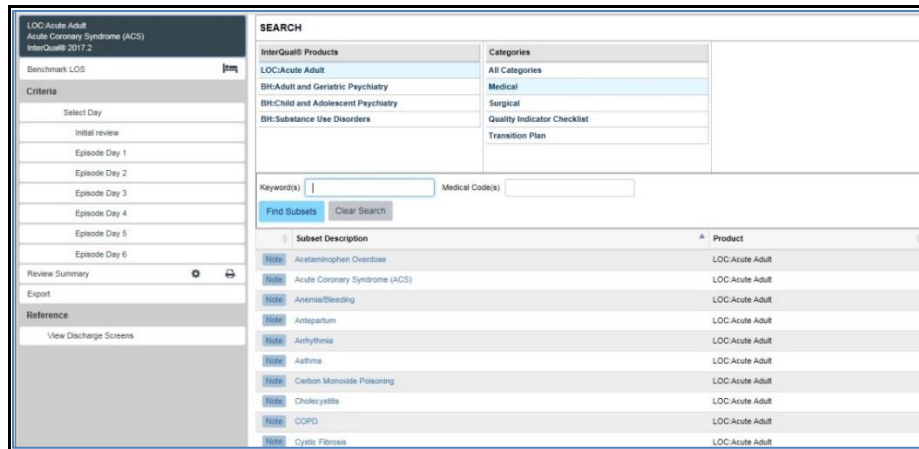 LOC:Acute Adult
Acute Coronary Syndrome (ACS)
InterQual® 2017.2
Benchmark LOS
Criteria
Select Day
Initial review
Episode Day 1
Episode Day 2
Episode Day 3
Episode Day 4
Episode Day 5
Episode Day 6
Review Summary
Export
Reference
View Discharge Screens
SEARCH
InterQual® Products
LOC:Acute Adult
BH:Adult and Geriatric Psychiatry
BH:Child and Adolescent Psychiatry
BH:Substance Use Disorders
Categories
All Categories
Medical
Surgical
Quality Indicator Checklist
Transition Plan
Keyword(s) Medical Code(s)
Find Subsets Clear Search
Subset Description Product
Note Acetaminophen Overdose LOC:Acute Adult
Note Acute Coronary Syndrome (ACS) LOC:Acute Adult
Note Anemia/Bleeding LOC:Acute Adult
Note Antepartum LOC:Acute Adult
Note Arrhythmia LOC:Acute Adult
Note Asthma LOC:Acute Adult
Note Carbon Monoxide Poisoning LOC:Acute Adult
Note Cholecystitis LOC:Acute Adult
Note COPD LOC:Acute Adult
Note Cystic Fibrosis LOC:Acute Adult